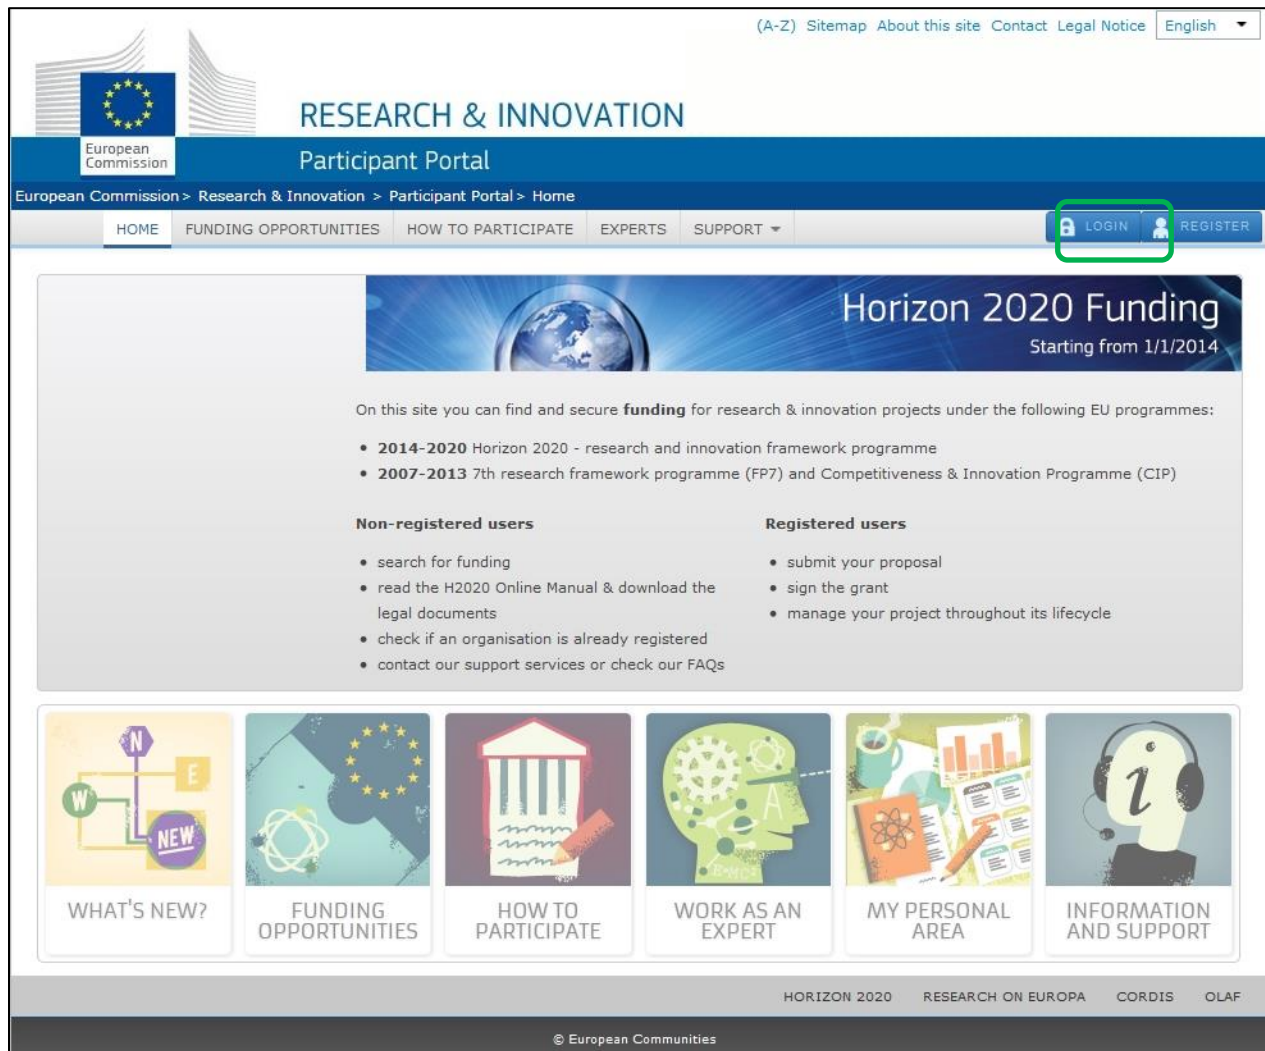 (A-Z) Sitemap About this site Contact Legal Notice English
European
Commission
RESEARCH & INNOVATION
Participant Portal
European Commission > Research & Innovation > Participant Portal > Home
HOME FUNDING OPPORTUNITIES HOW TO PARTICIPATE EXPERTS SUPPORT LOGIN REGISTER
Horizon 2020 Funding
Starting from 1/1/2014
On this site you can find and secure funding for research & innovation projects under the following EU programmes:
• 2014-2020 Horizon 2020 - research and innovation framework programme
• 2007-2013 7th research framework programme (FP7) and Competitiveness & Innovation Programme (CIP)
Non-registered users
• search for funding
• read the H2020 Online Manual & download the
legal documents
• check if an organisation is already registered
• contact our support services or check our FAQs
Registered users
• submit your proposal
• sign the grant
• manage your project throughout its lifecycle
N
E
W
NEW
A
E=MC²
i
WHAT'S NEW?
FUNDING
OPPORTUNITIES
HOW TO
PARTICIPATE
WORK AS AN
EXPERT
MY PERSONAL
AREA
INFORMATION
AND SUPPORT
HORIZON 2020 RESEARCH ON EUROPA CORDIS OLAF
© European Communities